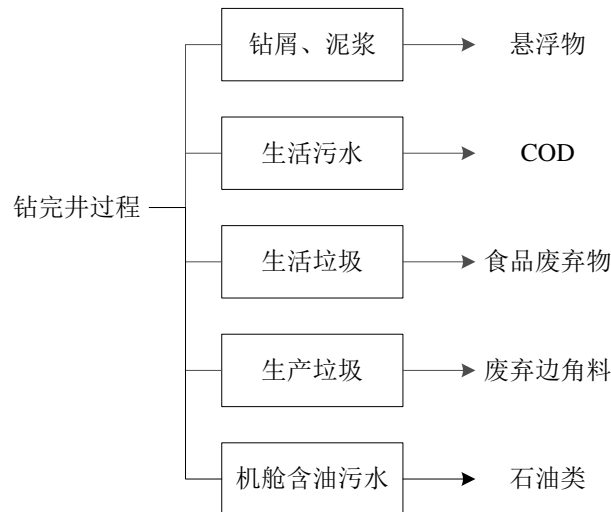 钻屑、泥浆
悬浮物
生活污水
COD
钻完井过程
生活垃圾
食品废弃物
生产垃圾
废弃边角料
机舱含油污水
石油类